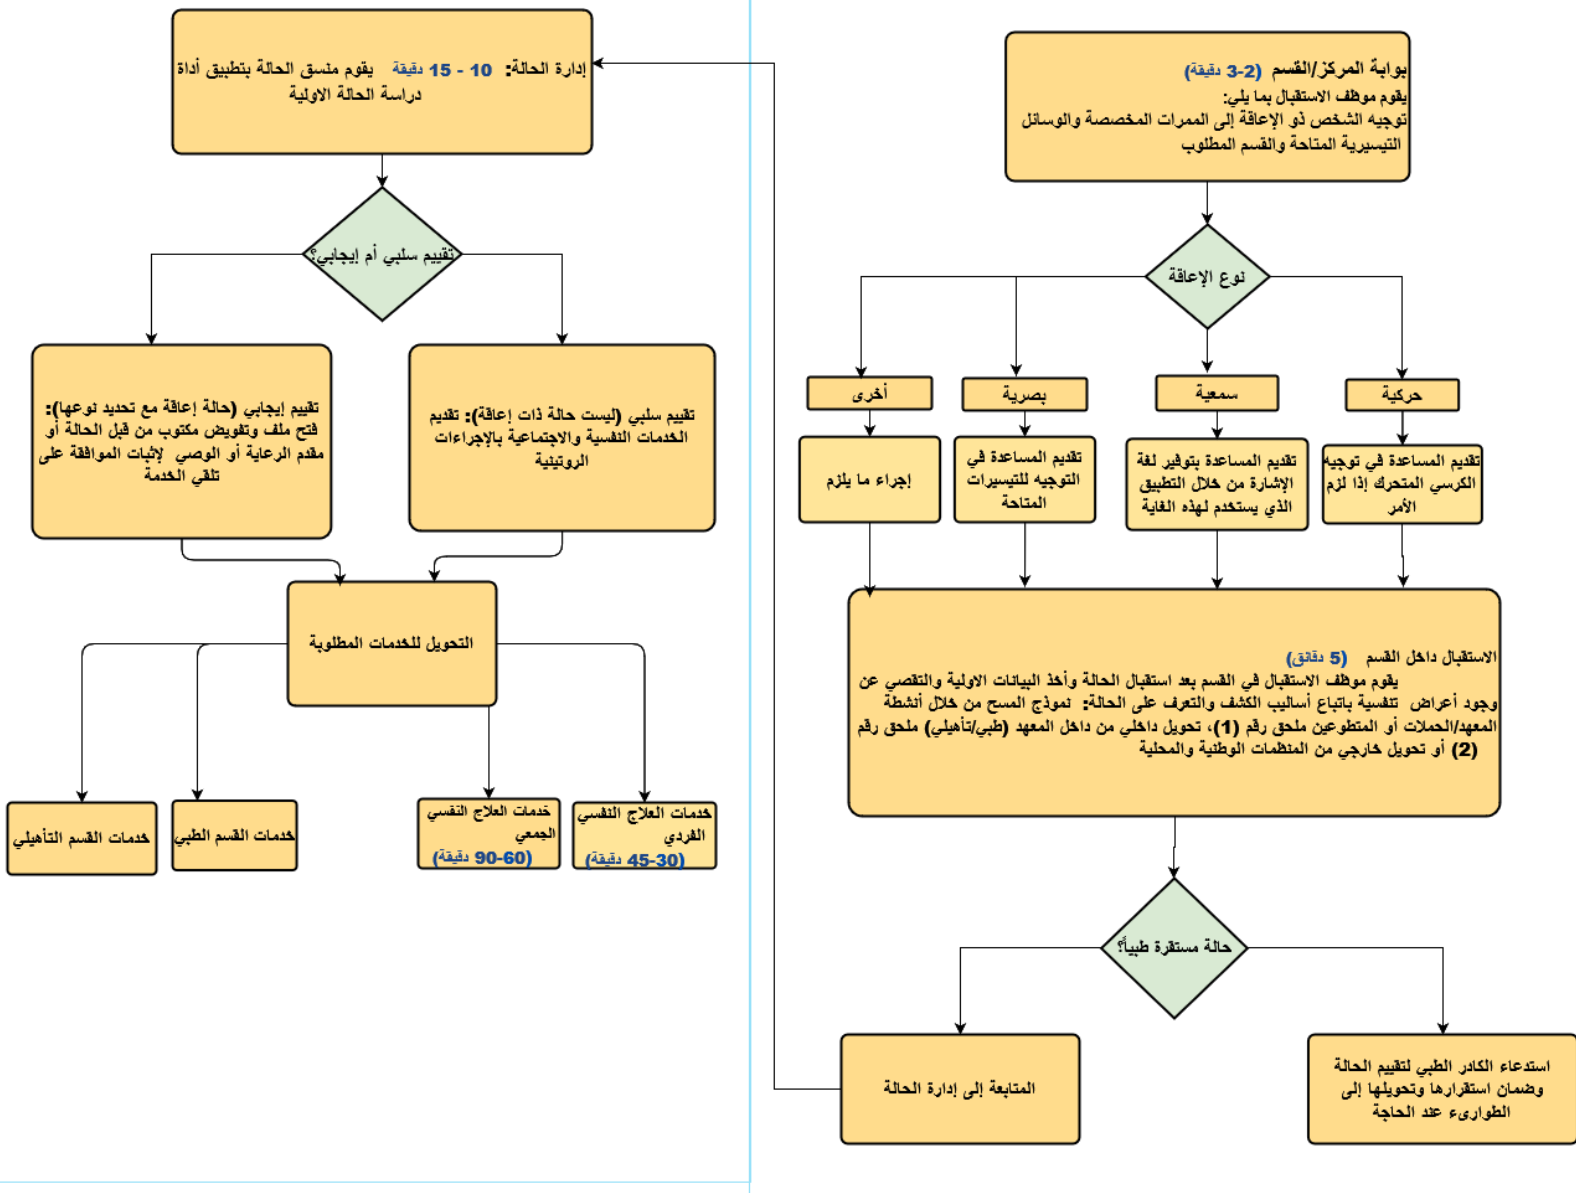 بوابة المركز/القسم (2-3 دقيقة)
يقوم موظف الاستقبال بما يلي:
توجيه الشخص ذو الإعاقة إلى الممرات المخصصة والوسائل
التيسيرية المتاحة والقسم المطلوب
نوع الإعاقة
حركية
سمعية
بصرية
أخرى
تقديم المساعدة في توجيه
الكرسي المتحرك إذا لزم
الأمر
تقديم المساعدة بتوفير لغة
الإشارة من خلال التطبيق
الذي يستخدم لهذه الغاية
تقديم المساعدة في
التوجيه للتيسيرات
المتاحة
إجراء ما يلزم
الاستقبال داخل القسم (5 دقائق)
يقوم موظف الاستقبال في القسم بعد استقبال الحالة وأخذ البيانات الاولية والتقصي عن
وجود أعراض تنفسية باتباع أساليب الكشف والتعرف على الحالة: نموذج المسح من خلال أنشطة
المعهد/الحملات أو المتطوعين ملحق رقم (1)، تحويل داخلي من داخل المعهد (طبي/تأهيلي) ملحق رقم
(2) أو تحويل خارجي من المنظمات الوطنية والمحلية
حالة مستقرة طبياً؟
استدعاء الكادر الطبي لتقييم الحالة
وضمان استقرارها وتحويلها إلى
الطوارىء عند الحاجة
المتابعة إلى إدارة الحالة
إدارة الحالة: 10 - 15 دقيقة يقوم منسق الحالة بتطبيق أداة
دراسة الحالة الاولية
تقييم سلبي أم إيجابي؟
تقييم سلبي (ليست حالة ذات إعاقة): تقديم
الخدمات النفسية والاجتماعية بالإجراءات
الروتينية
تقييم إيجابي (حالة إعاقة مع تحديد نوعها):
فتح ملف وتفويض مكتوب من قبل الحالة أو
مقدم الرعاية أو الوصي لإثبات الموافقة على
تلقي الخدمة
التحويل للخدمات المطلوبة
خدمات العلاج النفسي
الفردي
(30-45 دقيقة)
خدمات العلاج النفسي
الجمعي
(60-90 دقيقة)
خدمات القسم الطبي
خدمات القسم التأهيلي